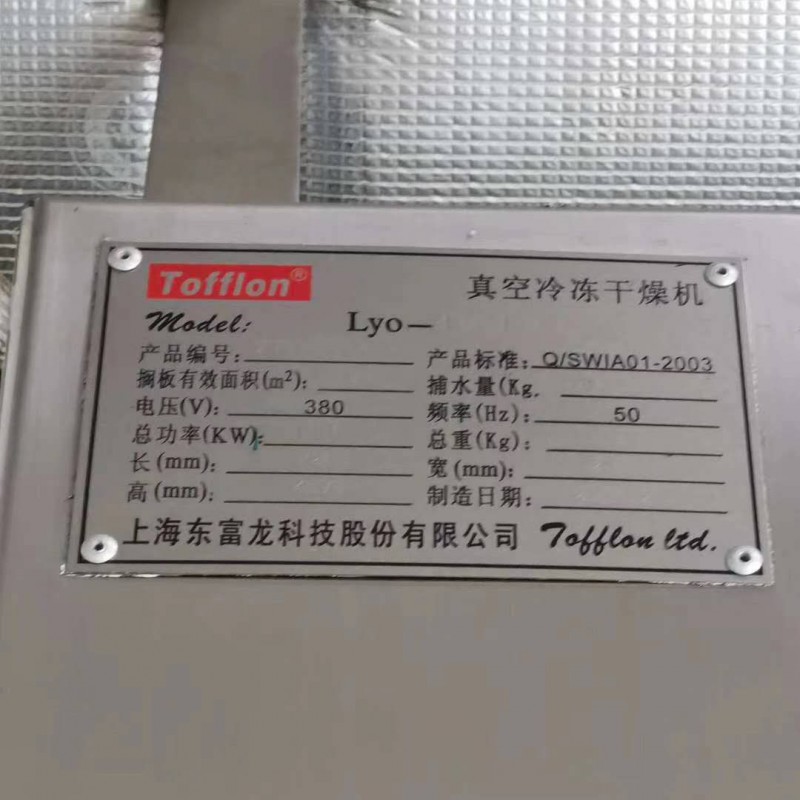 Tofflon® 真空冷冻干燥机
Model: Lyo—
产品编号: 产品标准: Q/SWIA01-2003
搁板有效面积(m²): 捕水量(Kg.
电压(V): 380 频率(Hz): 50
总功率(KW): 总重(Kg):
长(mm): 宽(mm):
高(mm): 制造日期:
上海东富龙科技股份有限公司 Tofflon ltd.